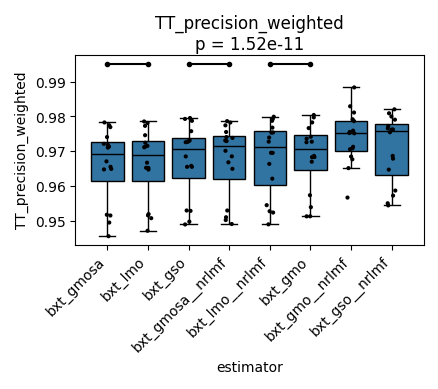 TT_precision_weighted
p = 1.52e-11
TT_precision_weighted
0.99
0.98
0.97
0.96
0.95
bxt_gmosa
bxt_lmo
bxt_gso
bxt_gmosa__nrlmf
bxt_lmo__nrlmf
bxt_gmo
bxt_gmo__nrlmf
bxt_gso__nrlmf
estimator